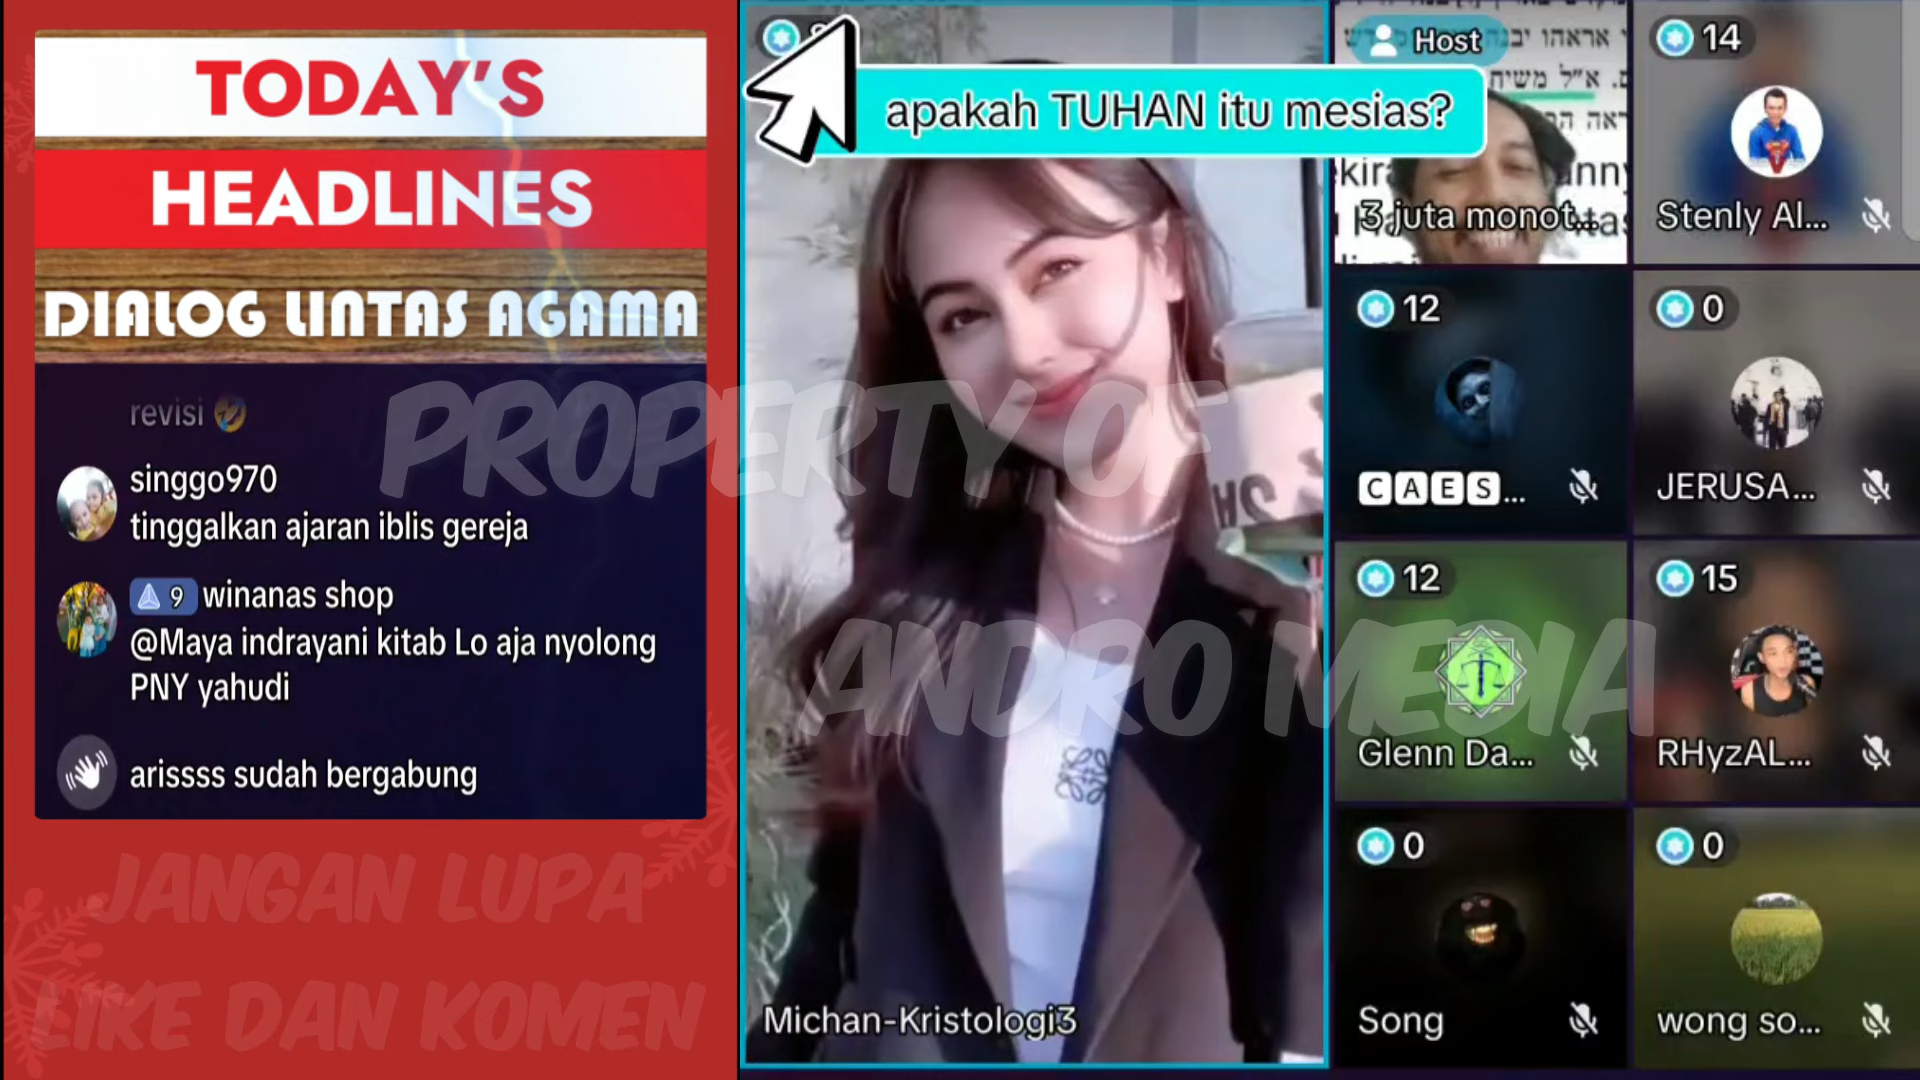 TODAY'S
HEADLINES
DIALOG LINTAS AGAMA
revisi 🤣
singgo970
tinggalkan ajaran iblis gereja
9 winanas shop
@Maya indrayani kitab Lo aja nyolong
PNY yahudi
arissss sudah bergabung
JANGAN LUPA
LIKE DAN KOMEN
PROPERTY OF
ANDRO MEDIA
apakah TUHAN itu mesias?
Michan-Kristologi3
Host
אראהו יבנה
א״ל משיח
3 juta monot...
14
Stenly Al...
12
CAES...
0
JERUSA...
12
Glenn Da...
15
RHyzAL...
0
Song
0
wong so...